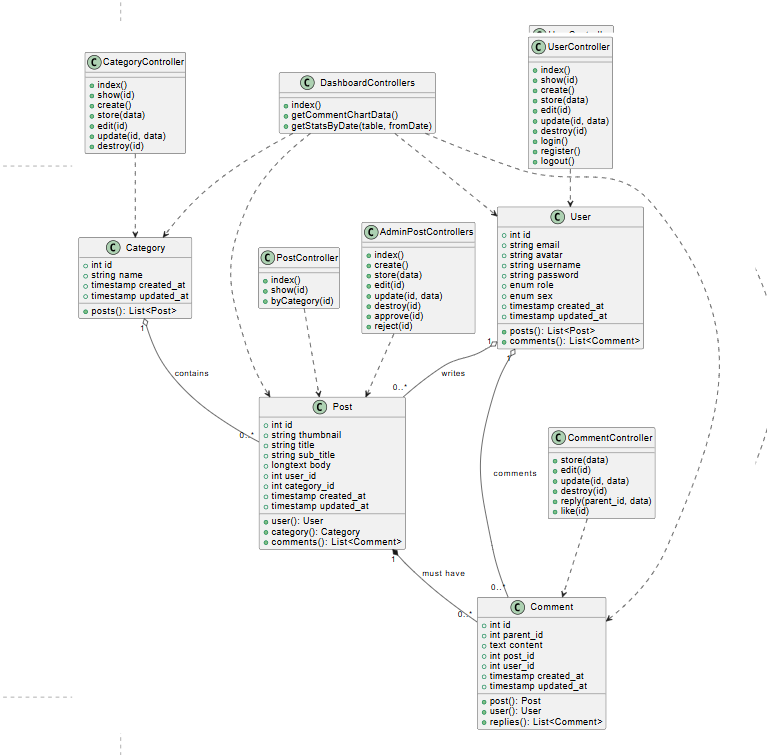 C CategoryController
index()
show(id)
create()
store(data)
edit(id)
update(id, data)
destroy(id)
C DashboardControllers
index()
getCommentChartData()
getStatsByDate(table, fromDate)
C UserController
index()
show(id)
create()
store(data)
edit(id)
update(id, data)
destroy(id)
login()
register()
logout()
C Category
int id
string name
timestamp created_at
timestamp updated_at
posts(): List<Post>
C PostController
index()
show(id)
byCategory(id)
C AdminPostControllers
index()
create()
store(data)
edit(id)
update(id, data)
destroy(id)
approve(id)
reject(id)
C User
int id
string email
string avatar
string username
string password
enum role
enum sex
timestamp created_at
timestamp updated_at
posts(): List<Post>
comments(): List<Comment>
1
contains
0..*
1
writes
0..*
1
comments
0..*
C Post
int id
string thumbnail
string title
string sub_title
longtext body
int user_id
int category_id
timestamp created_at
timestamp updated_at
user(): User
category(): Category
comments(): List<Comment>
C CommentController
store(data)
edit(id)
update(id, data)
destroy(id)
reply(parent_id, data)
like(id)
1
must have
0..*
C Comment
int id
int parent_id
text content
int post_id
int user_id
timestamp created_at
timestamp updated_at
post(): Post
user(): User
replies(): List<Comment>